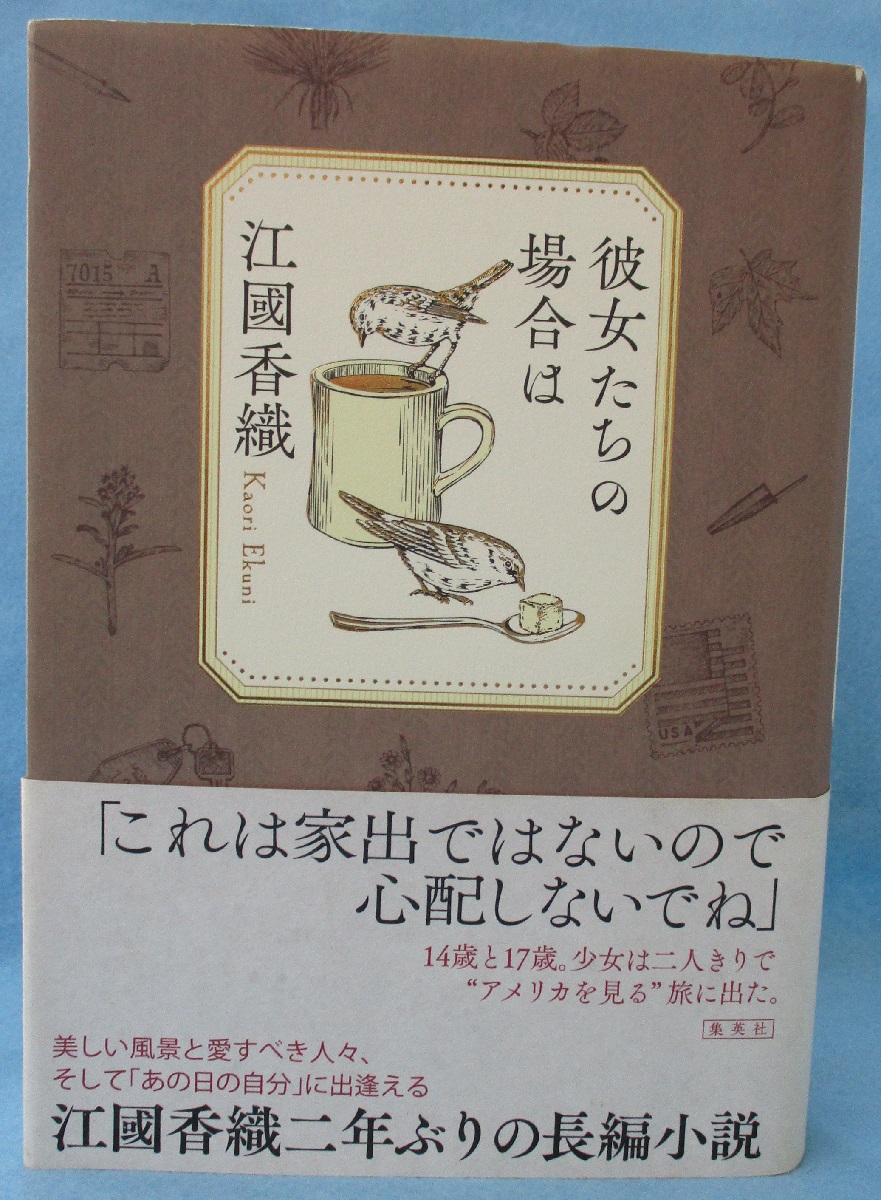 彼女たちの
場合は
江國香織
Kaori Ekuni
7015 A
USA
「これは家出ではないので
心配しないでね」
14歳と17歳。少女は二人きりで
“アメリカを見る”旅に出た。
集英社
美しい風景と愛すべき人々、
そして「あの日の自分」に出逢える
江國香織二年ぶりの長編小説